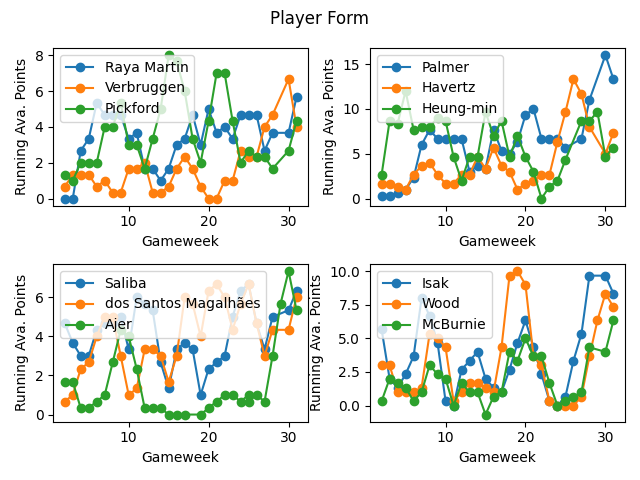 Player Form
Running Ava. Points
8
6
4
2
0
Raya Martin
Verbruggen
Pickford
10
20
30
Gameweek
Running Ava. Points
15
10
5
0
Palmer
Havertz
Heung-min
10
20
30
Gameweek
Running Ava. Points
6
4
2
0
Saliba
dos Santos Magalhães
Ajer
10
20
30
Gameweek
Running Ava. Points
10.0
7.5
5.0
2.5
0.0
Isak
Wood
McBurnie
10
20
30
Gameweek